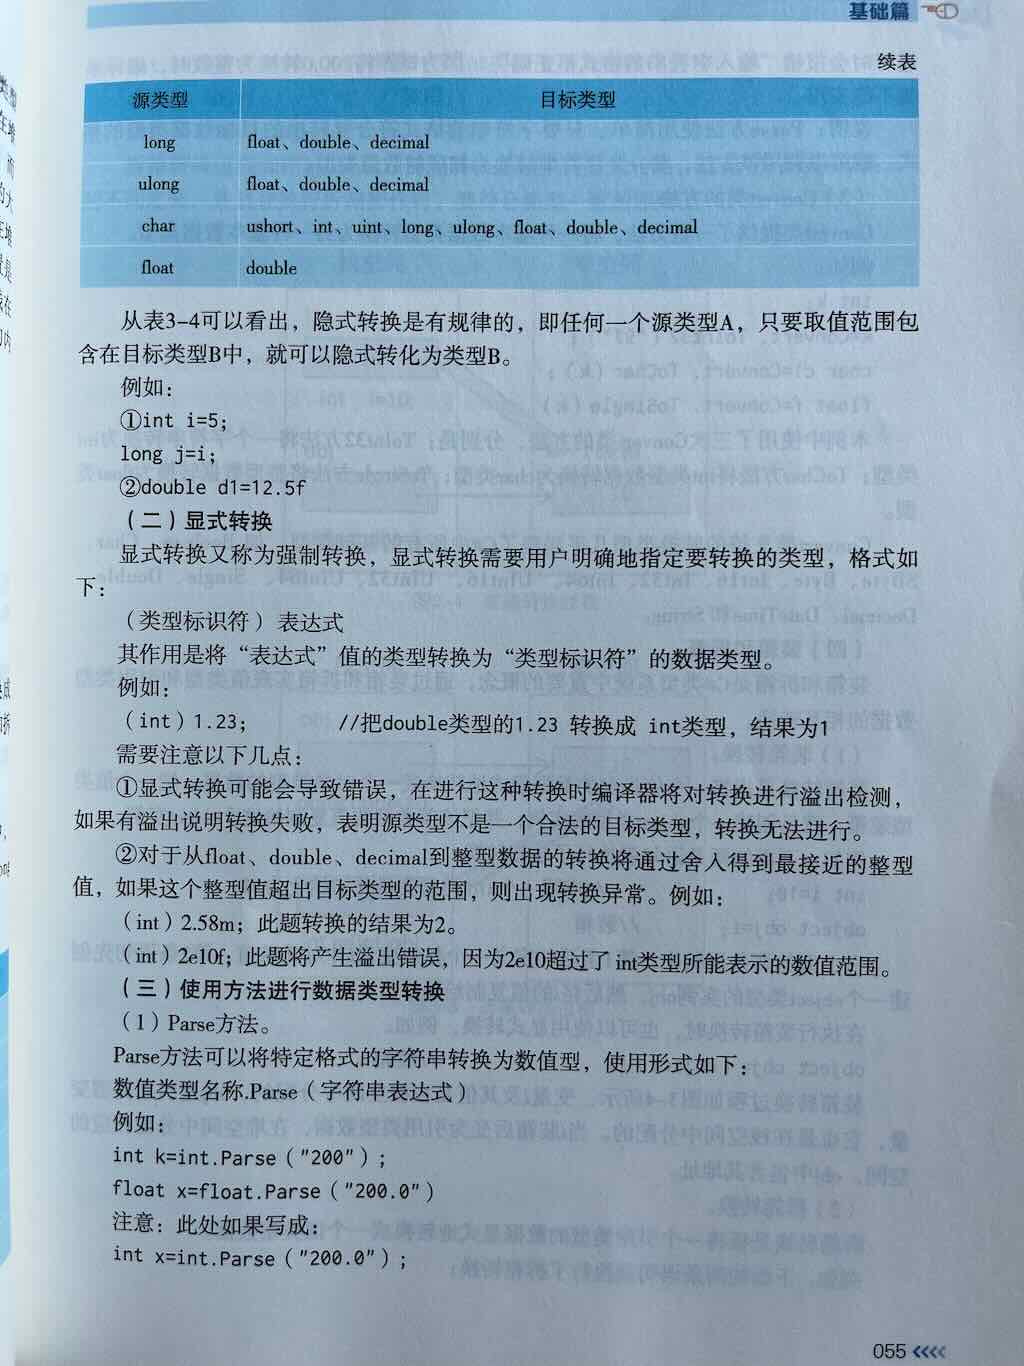 基础篇
续表
源类型 目标类型
long float、double、decimal
ulong float、double、decimal
char ushort、int、uint、long、ulong、float、double、decimal
float double
从表3-4可以看出，隐式转换是有规律的，即任何一个源类型A，只要取值范围包
含在目标类型B中，就可以隐式转化为类型B。
例如：
①int i=5;
long j=i;
②double d1=12.5f
（二）显式转换
显式转换又称为强制转换，显式转换需要用户明确地指定要转换的类型，格式如
下：
（类型标识符）表达式
其作用是将“表达式”值的类型转换为“类型标识符”的数据类型。
例如：
（int）1.23; //把double类型的1.23 转换成 int类型，结果为1
需要注意以下几点：
①显式转换可能会导致错误，在进行这种转换时编译器将对转换进行溢出检测，
如果有溢出说明转换失败，表明源类型不是一个合法的目标类型，转换无法进行。
②对于从float、double、decimal到整型数据的转换将通过舍入得到最接近的整型
值，如果这个整型值超出目标类型的范围，则出现转换异常。例如：
（int）2.58m；此题转换的结果为2。
（int）2e10f；此题将产生溢出错误，因为2e10超过了 int类型所能表示的数值范围。
（三）使用方法进行数据类型转换
（1）Parse方法。
Parse方法可以将特定格式的字符串转换为数值型，使用形式如下：
数值类型名称.Parse（字符串表达式）
例如：
int k=int.Parse（"200"）;
float x=float.Parse（"200.0"）
注意：此处如果写成：
int x=int.Parse（"200.0"）;
055